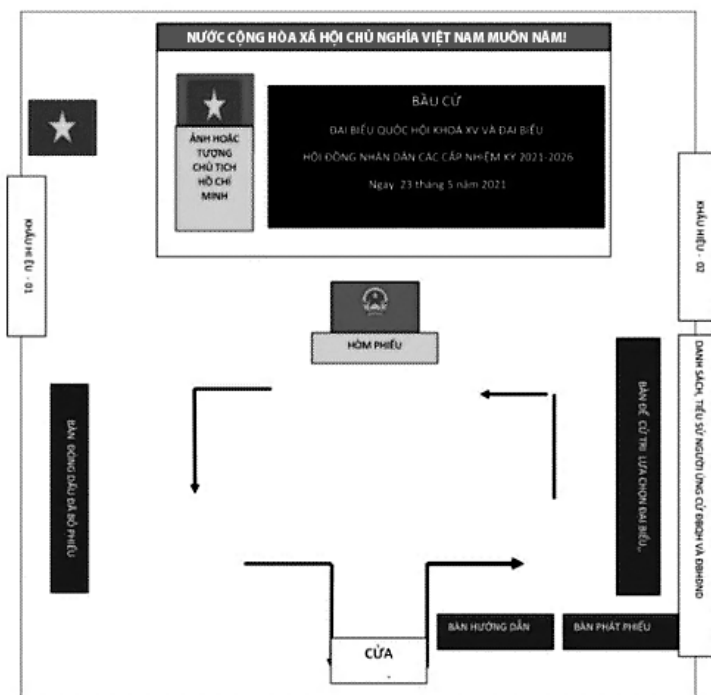 NƯỚC CỘNG HÒA XÃ HỘI CHỦ NGHĨA VIỆT NAM MUÔN NĂM!
ẢNH HOẶC
TƯỢNG
CHỦ TỊCH
HỒ CHÍ
MINH
BẦU CỬ
ĐẠI BIỂU QUỐC HỘI KHOÁ XV VÀ ĐẠI BIỂU
HỘI ĐỒNG NHÂN DÂN CÁC CẤP NHIỆM KỲ 2021-2026
Ngày 23 tháng 5 năm 2021
KHẨU HIỆU - 01
KHẨU HIỆU - 02
HÒM PHIẾU
BÀN ĐÓNG DẤU ĐÃ BỎ PHIẾU
BÀN ĐỂ CỬ TRI LỰA CHỌN ĐẠI BIỂU..
DANH SÁCH, TIỂU SỬ NGƯỜI ỨNG CỬ ĐBQH VÀ ĐBHĐND
BÀN HƯỚNG DẪN
BÀN PHÁT PHIẾU
CỬA